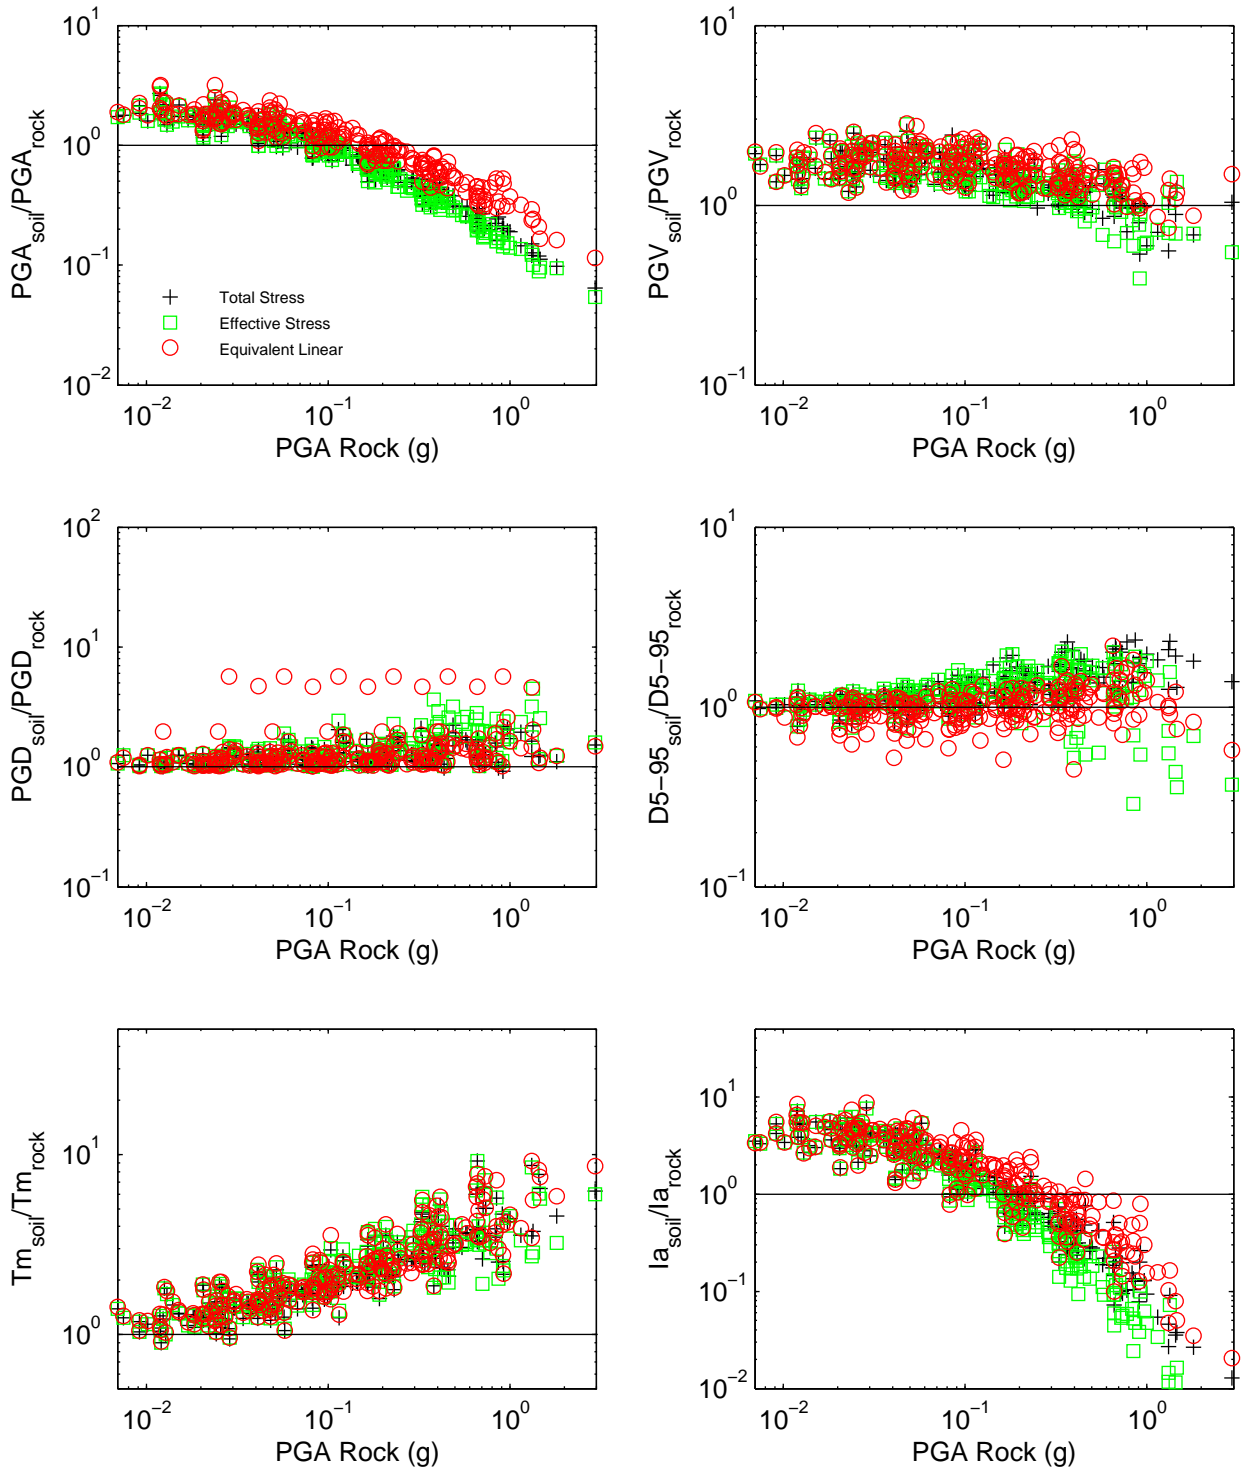 10^1
10^0
10^−1
10^−2
PGA_soil/PGA_rock
Total Stress
Effective Stress
Equivalent Linear
10^−2 10^−1 10^0
PGA Rock (g)
10^1
10^0
10^−1
PGV_soil/PGV_rock
10^−2 10^−1 10^0
PGA Rock (g)
10^2
10^1
10^0
10^−1
PGD_soil/PGD_rock
10^−2 10^−1 10^0
PGA Rock (g)
10^1
10^0
10^−1
D5−95_soil/D5−95_rock
10^−2 10^−1 10^0
PGA Rock (g)
10^1
10^0
Tm_soil/Tm_rock
10^−2 10^−1 10^0
PGA Rock (g)
10^1
10^0
10^−1
10^−2
Ia_soil/Ia_rock
10^−2 10^−1 10^0
PGA Rock (g)